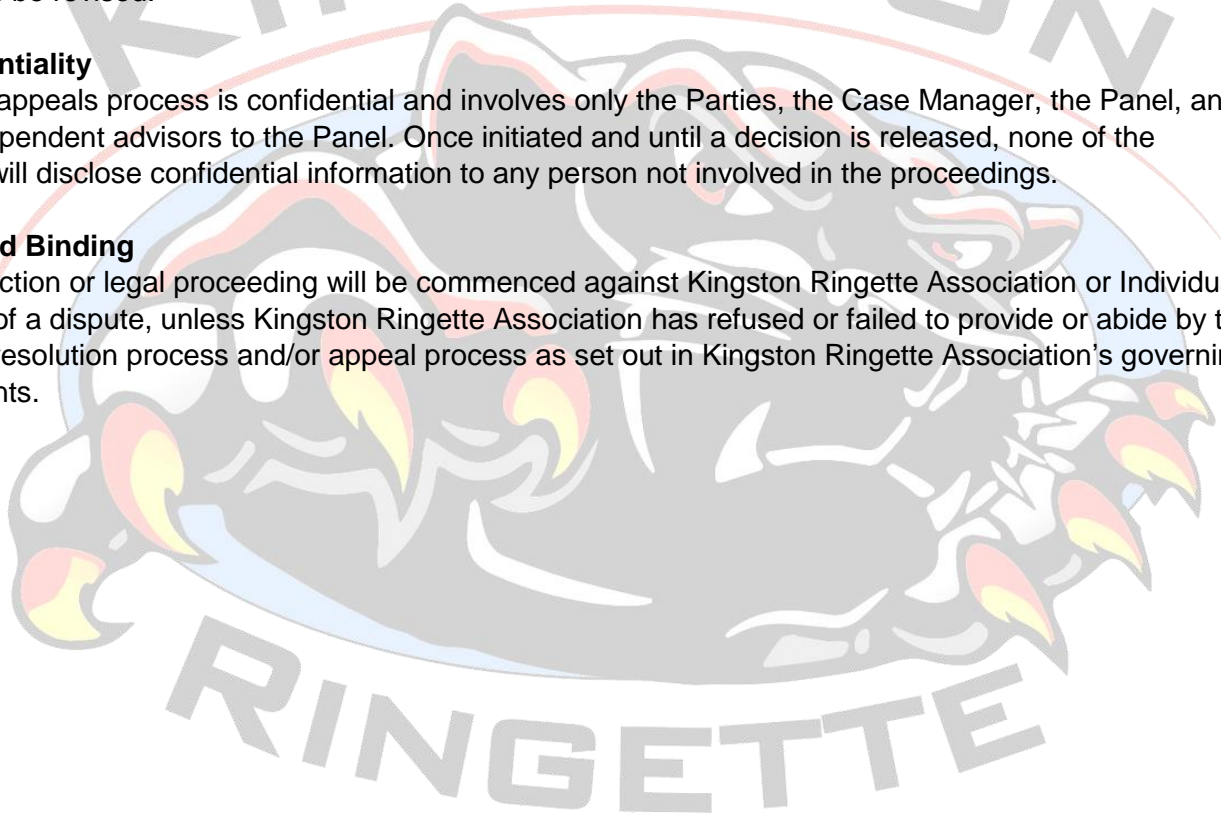 be revised.
ntiality
appeals process is confidential and involves only the Parties, the Case Manager, the Panel, an
pendent advisors to the Panel. Once initiated and until a decision is released, none of the
will disclose confidential information to any person not involved in the proceedings.
d Binding
ction or legal proceeding will be commenced against Kingston Ringette Association or Individu
of a dispute, unless Kingston Ringette Association has refused or failed to provide or abide by t
resolution process and/or appeal process as set out in Kingston Ringette Association's governin
nts.
RINGETTE